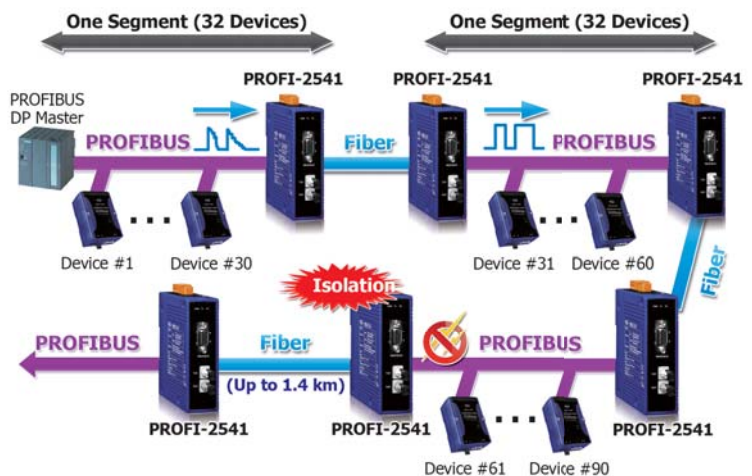 One Segment (32 Devices)
One Segment (32 Devices)
PROFI-2541
PROFI-2541
PROFI-2541
PROFIBUS
DP Master
PROFIBUS
Fiber
PROFIBUS
Device #1
Device #30
Device #31
Device #60
Fiber
Isolation
PROFIBUS
Fiber
(Up to 1.4 km)
PROFIBUS
PROFI-2541
PROFI-2541
PROFI-2541
Device #61
Device #90